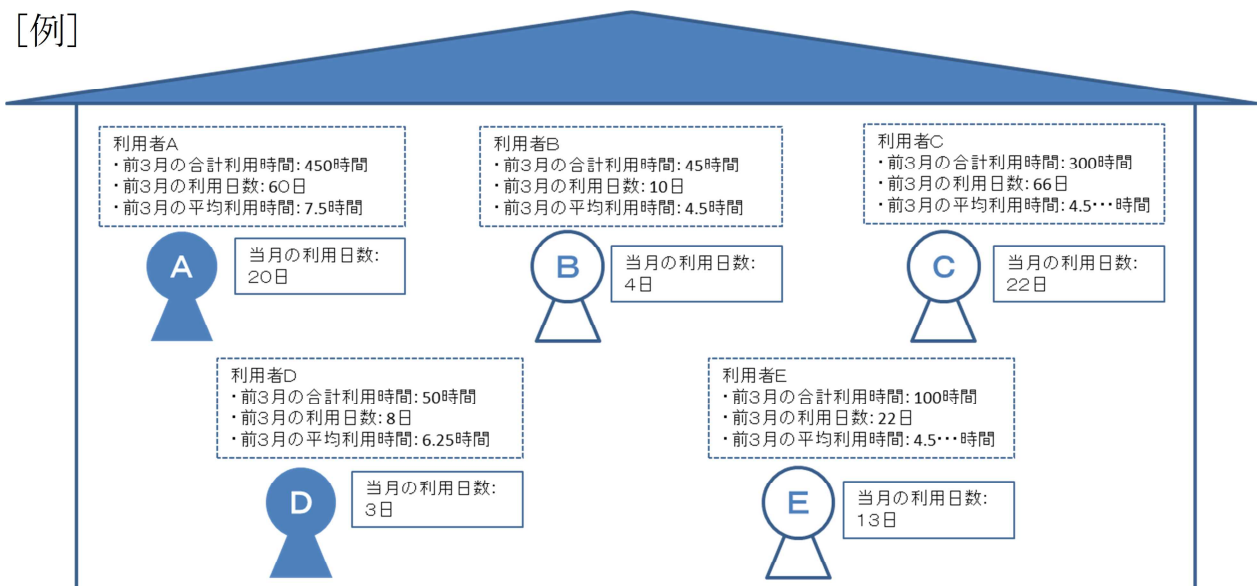 [例]
利用者A
・前3月の合計利用時間:450時間
・前3月の利用日数:60日
・前3月の平均利用時間:7.5時間
A
当月の利用日数:
20日
利用者B
・前3月の合計利用時間:45時間
・前3月の利用日数:10日
・前3月の平均利用時間:4.5時間
B
当月の利用日数:
4日
利用者C
・前3月の合計利用時間:300時間
・前3月の利用日数:66日
・前3月の平均利用時間:4.5・・・時間
C
当月の利用日数:
22日
利用者D
・前3月の合計利用時間:50時間
・前3月の利用日数:8日
・前3月の平均利用時間:6.25時間
D
当月の利用日数:
3日
利用者E
・前3月の合計利用時間:100時間
・前3月の利用日数:22日
・前3月の平均利用時間:4.5・・・時間
E
当月の利用日数:
13日